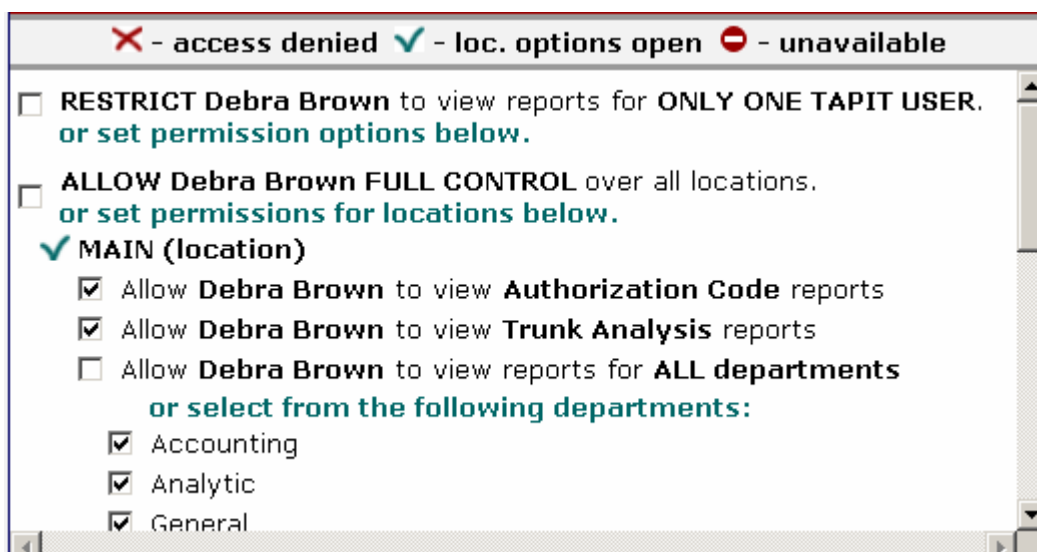 - access denied - loc. options open - unavailable
RESTRICT Debra Brown to view reports for ONLY ONE TAPIT USER.
or set permission options below.
ALLOW Debra Brown FULL CONTROL over all locations.
or set permissions for locations below.
MAIN (location)
Allow Debra Brown to view Authorization Code reports
Allow Debra Brown to view Trunk Analysis reports
Allow Debra Brown to view reports for ALL departments
or select from the following departments:
Accounting
Analytic
General